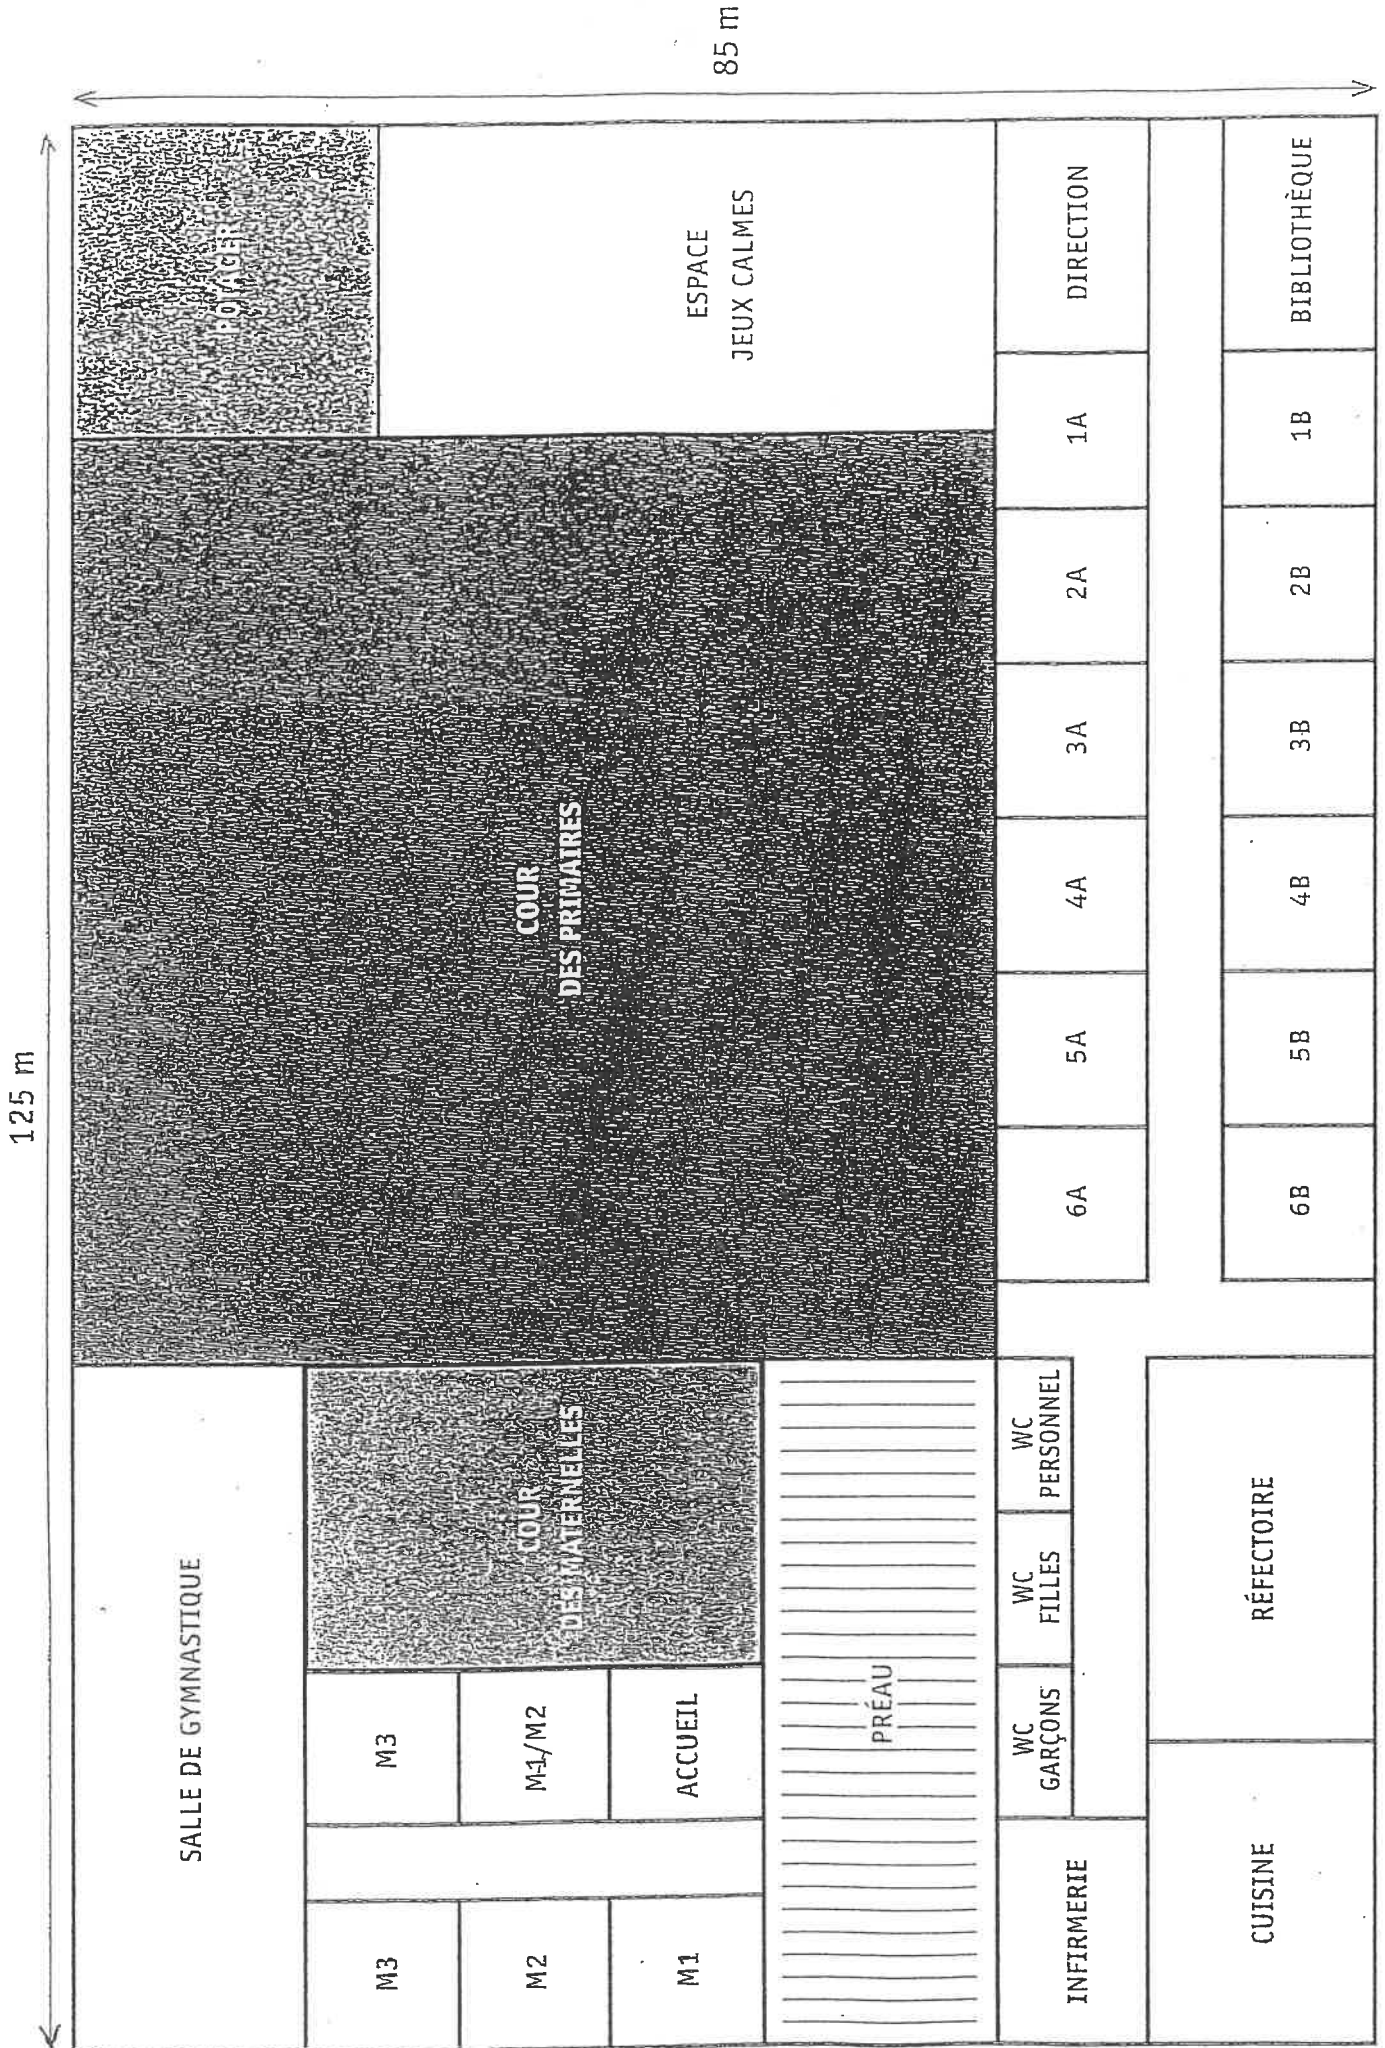 125 m
85 m
SALLE DE GYMNASTIQUE
POTAGER
M3
M3
COUR
DES MATERNELLES
COUR
DES PRIMAIRES
M2
M1/M2
ESPACE
JEUX CALMES
M1
ACCUEIL
PRÉAU
INFIRMERIE
WC
GARÇONS
WC
FILLES
WC
PERSONNEL
6A
5A
4A
3A
2A
1A
DIRECTION
CUISINE
RÉFECTOIRE
6B
5B
4B
3B
2B
1B
BIBLIOTHÈQUE